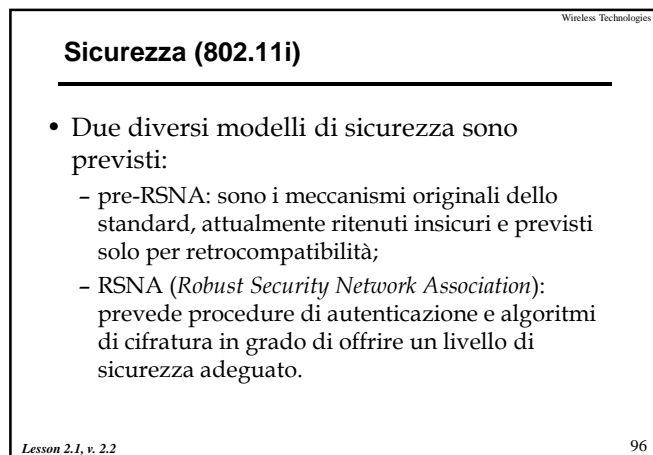 Wireless Technologies
Sicurezza (802.11i)
• Due diversi modelli di sicurezza sono
previsti:
– pre-RSNA: sono i meccanismi originali dello
standard, attualmente ritenuti insicuri e previsti
solo per retrocompatibilità;
– RSNA (Robust Security Network Association):
prevede procedure di autenticazione e algoritmi
di cifratura in grado di offrire un livello di
sicurezza adeguato.
Lesson 2.1, v. 2.2
96